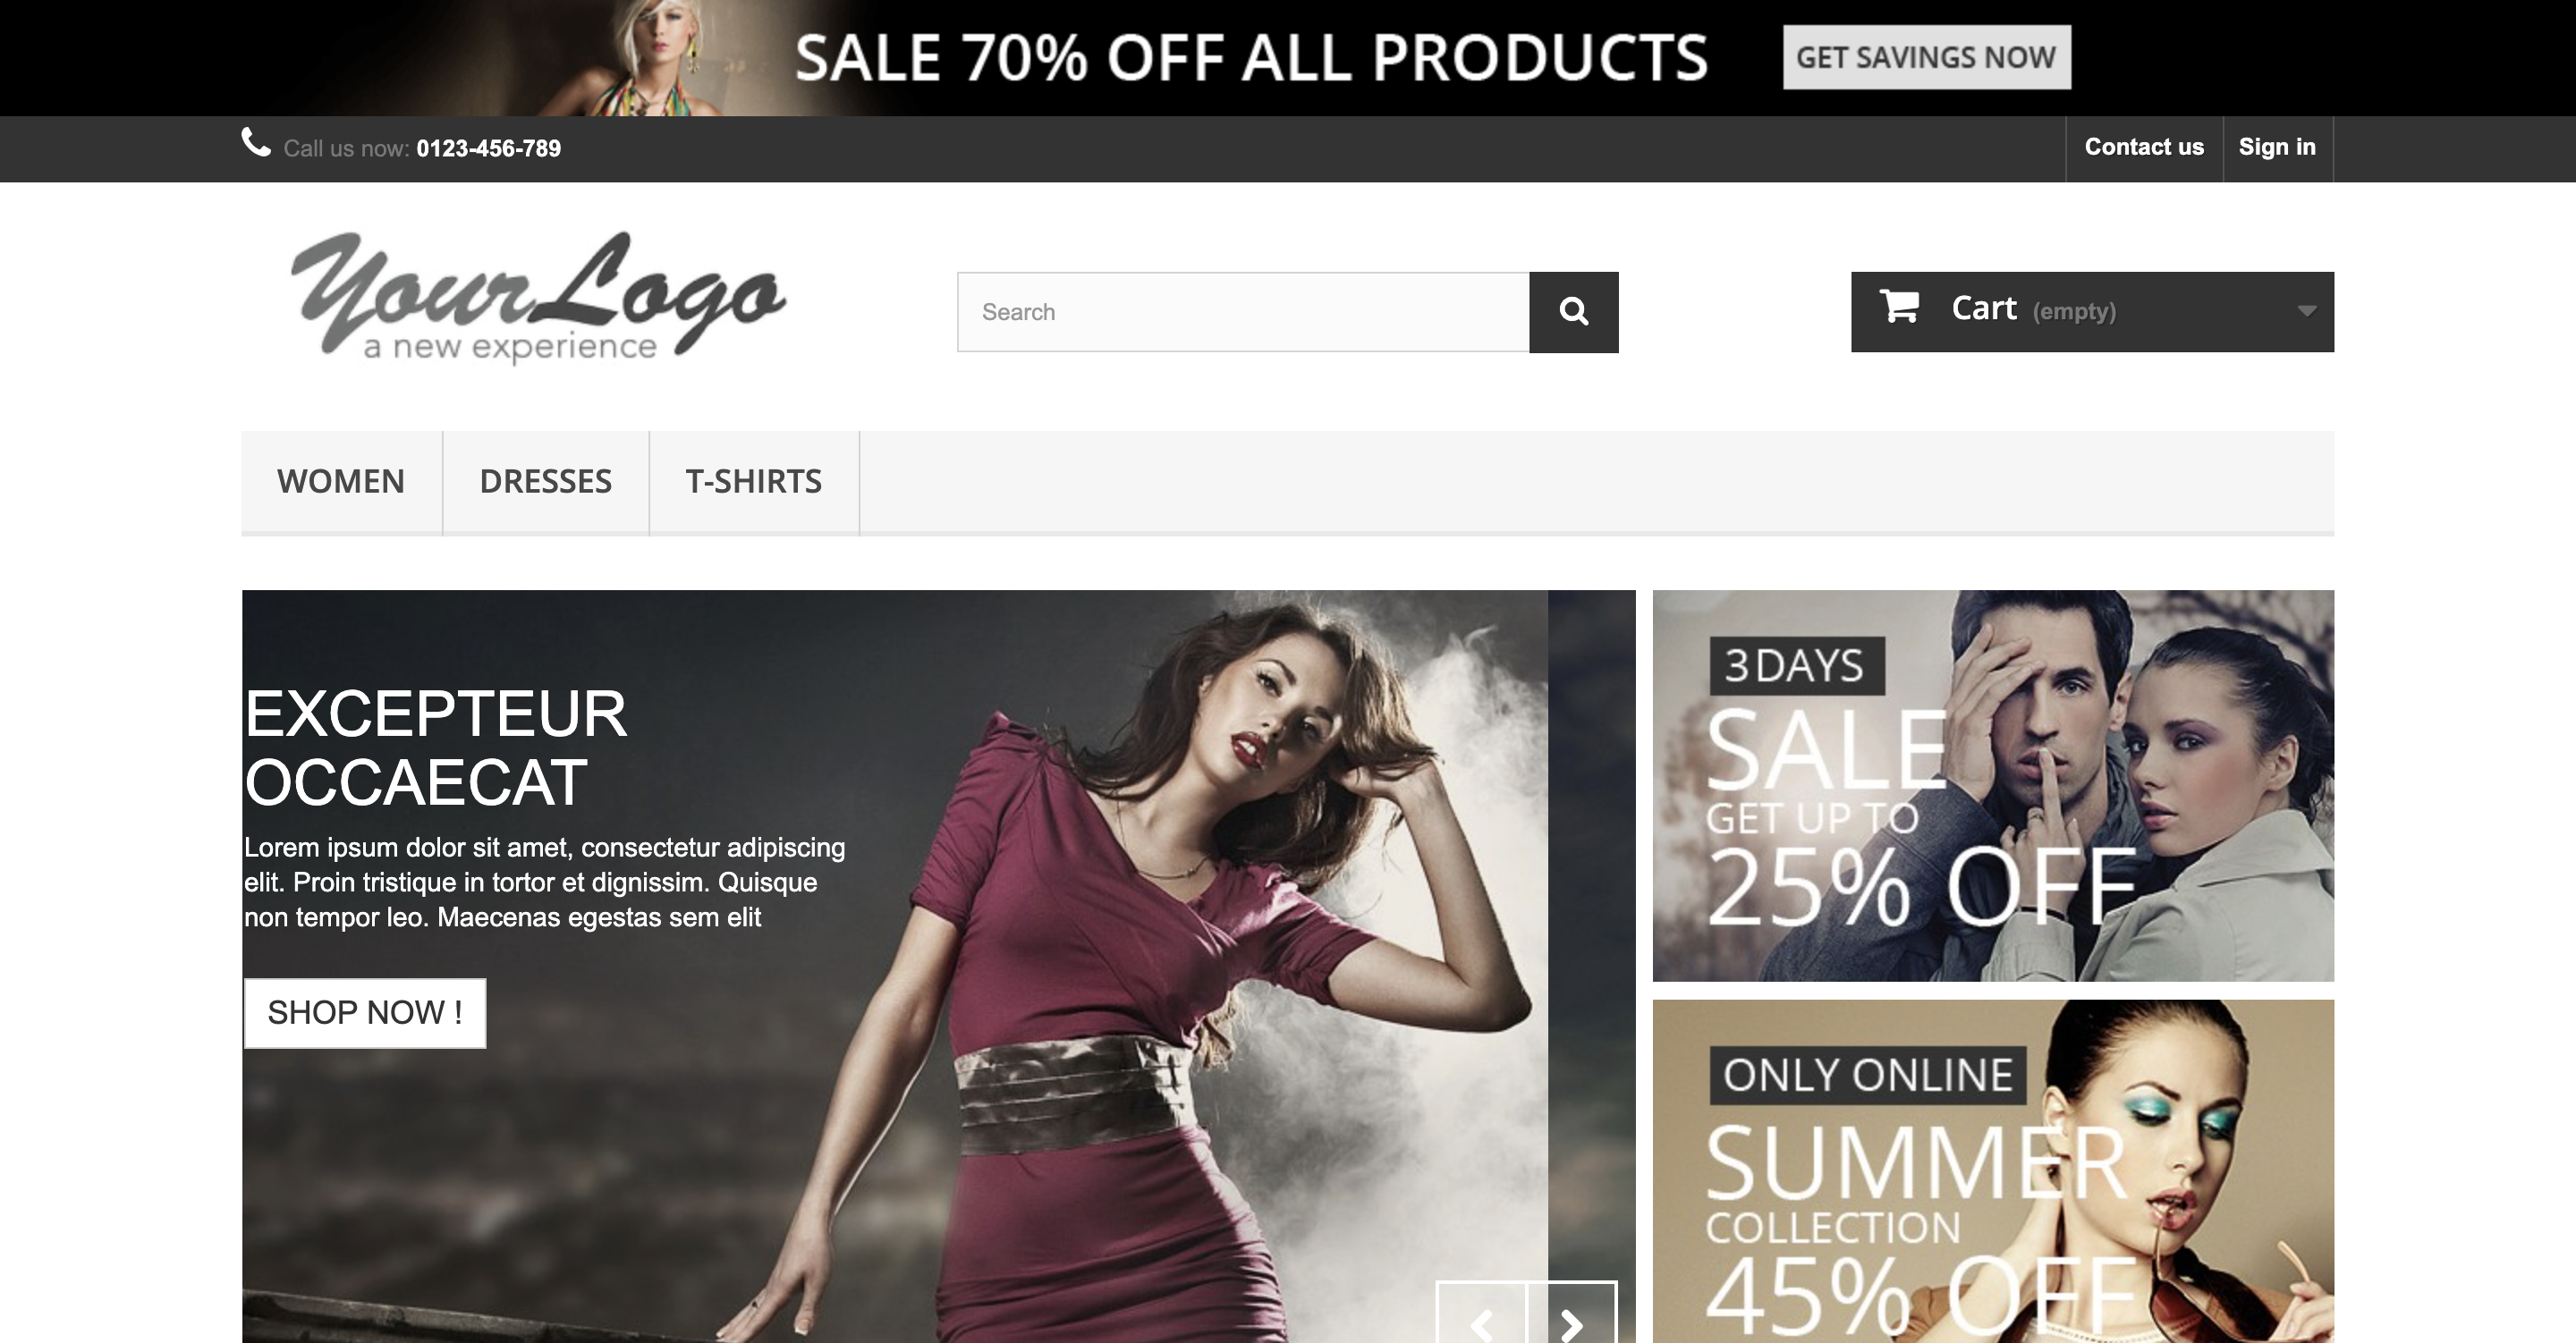 SALE 70% OFF ALL PRODUCTS
GET SAVINGS NOW
Call us now: 0123-456-789
Contact us
Sign in
YourLogo
a new experience
Search
Cart (empty)
WOMEN
DRESSES
T-SHIRTS
EXCEPTEUR
OCCAECAT
Lorem ipsum dolor sit amet, consectetur adipiscing
elit. Proin tristique in tortor et dignissim. Quisque
non tempor leo. Maecenas egestas sem elit
SHOP NOW !
3 DAYS
SALE
GET UP TO
25% OFF
ONLY ONLINE
SUMMER
COLLECTION
45% OFF